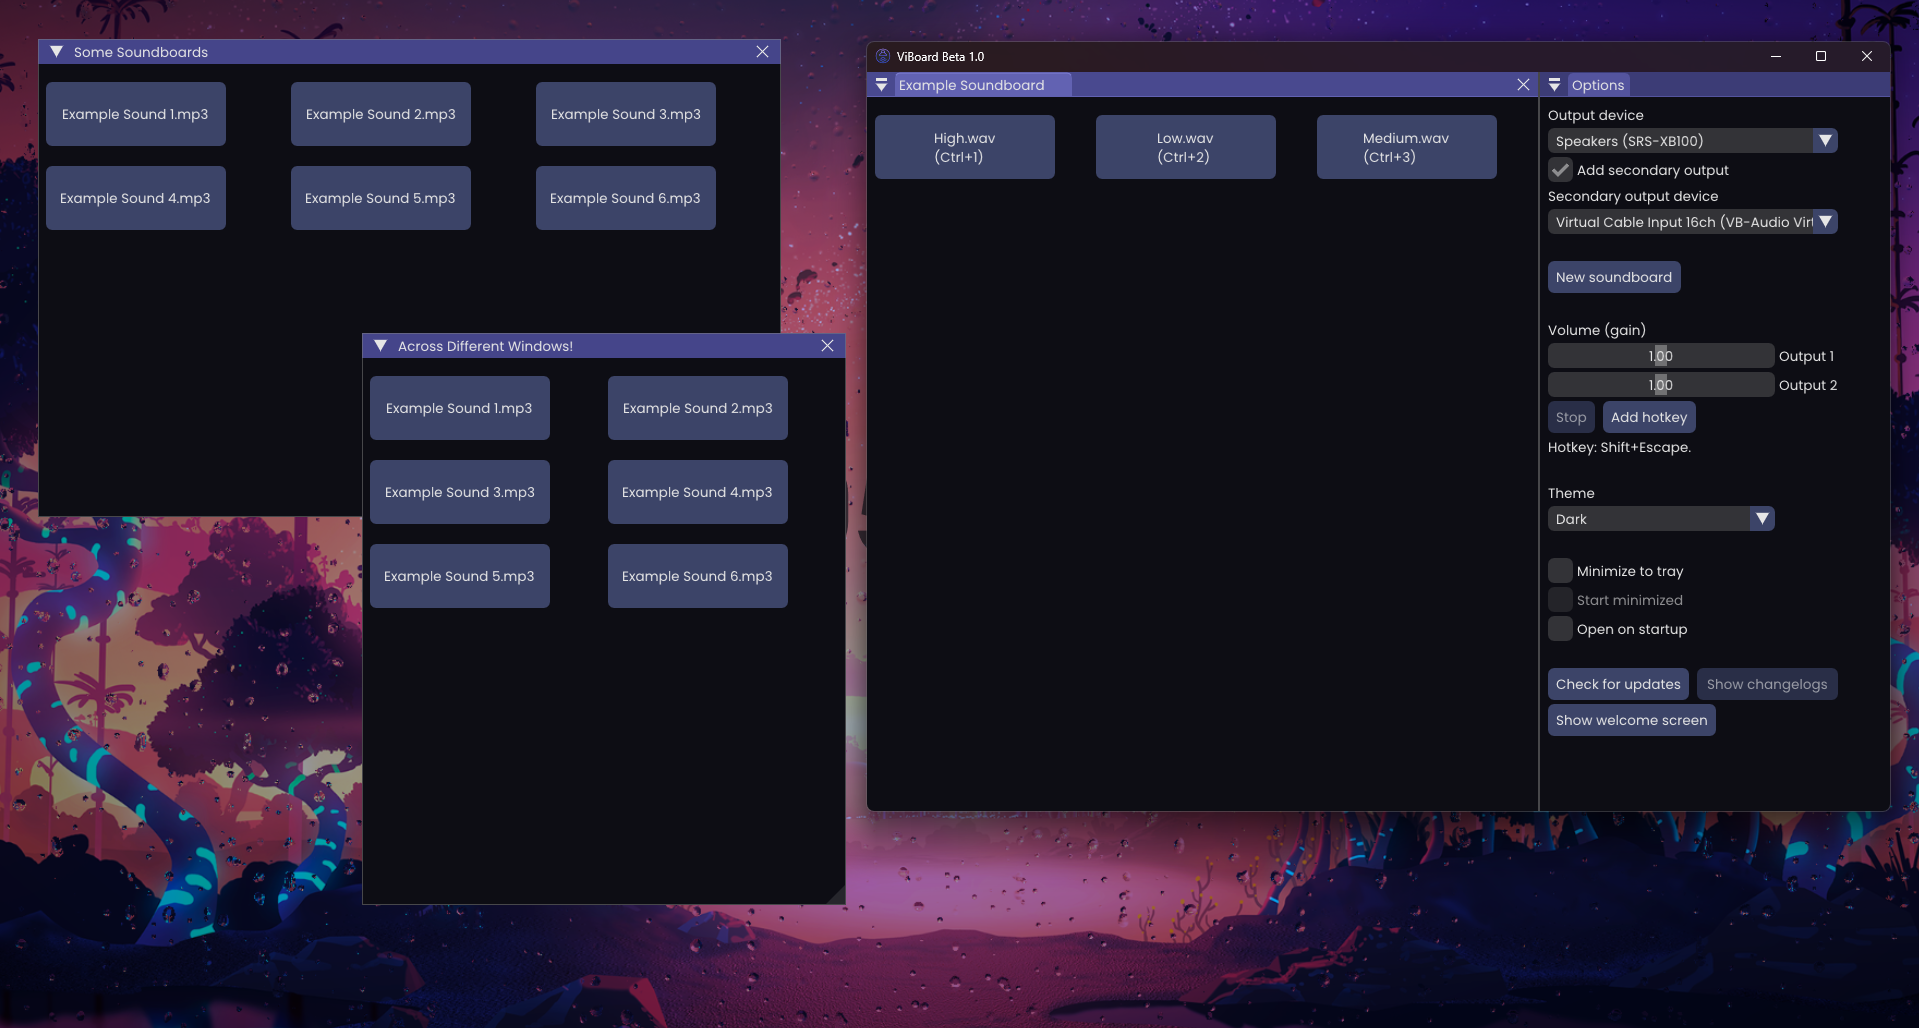 Some Soundboards
Example Sound 1.mp3
Example Sound 2.mp3
Example Sound 3.mp3
Example Sound 4.mp3
Example Sound 5.mp3
Example Sound 6.mp3
Across Different Windows!
Example Sound 1.mp3
Example Sound 2.mp3
Example Sound 3.mp3
Example Sound 4.mp3
Example Sound 5.mp3
Example Sound 6.mp3
ViBoard Beta 1.0
Example Soundboard
High.wav
(Ctrl+1)
Low.wav
(Ctrl+2)
Medium.wav
(Ctrl+3)
Options
Output device
Speakers (SRS-XB100)
Add secondary output
Secondary output device
Virtual Cable Input 16ch (VB-Audio Virt
New soundboard
Volume (gain)
1.00 Output 1
1.00 Output 2
Stop
Add hotkey
Hotkey: Shift+Escape.
Theme
Dark
Minimize to tray
Start minimized
Open on startup
Check for updates
Show changelogs
Show welcome screen